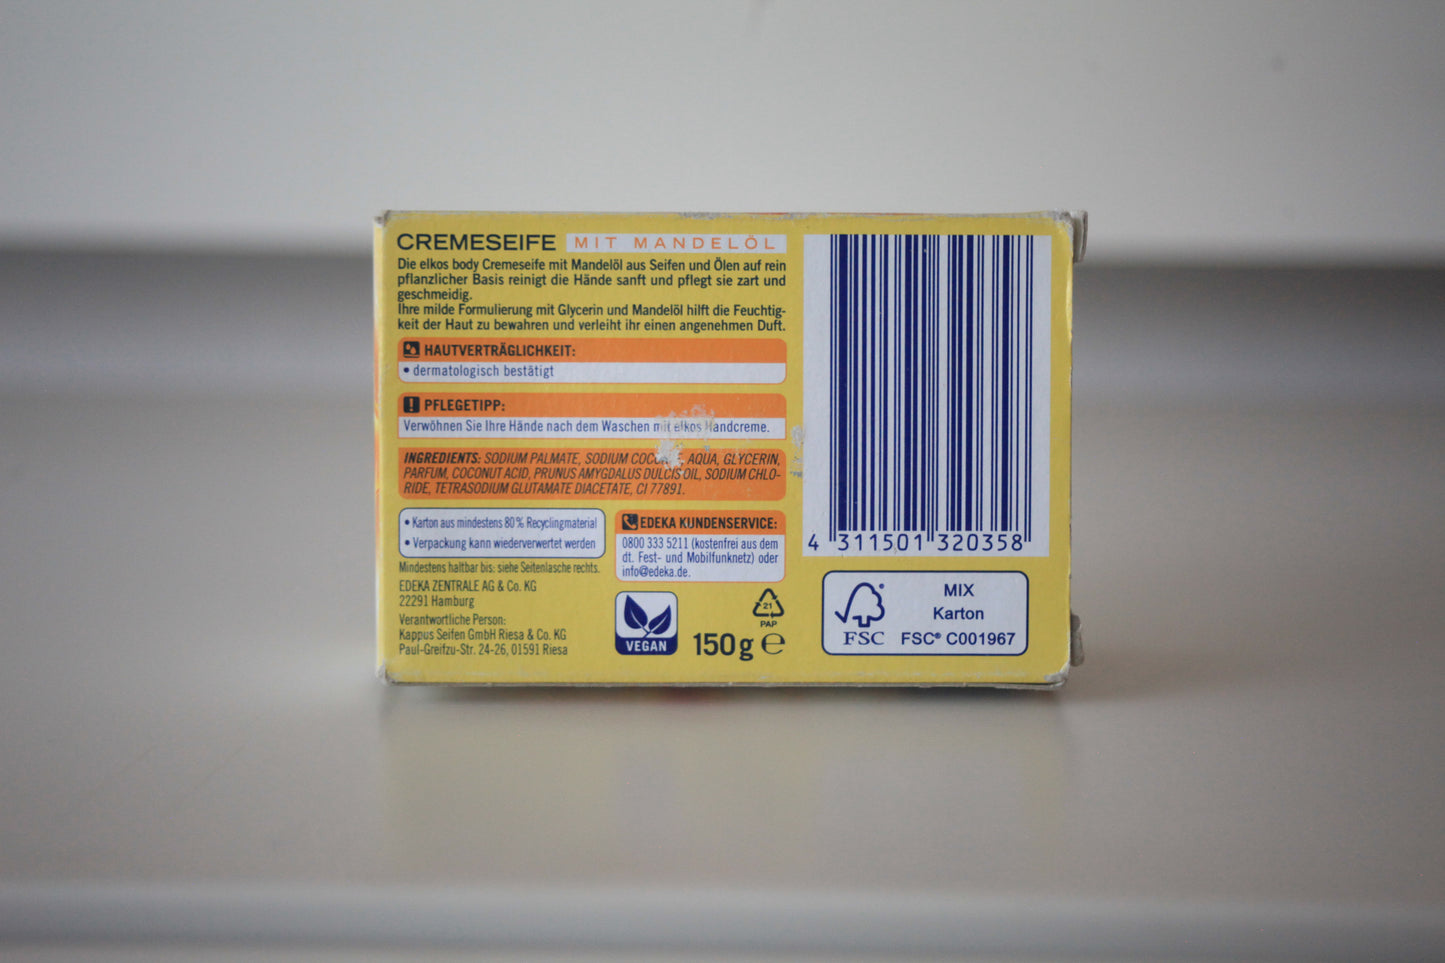 CREMESEIFE MIT MANDELÖL
Die elkos body Cremeseife mit Mandelöl aus Seifen und Ölen auf rein
pflanzlicher Basis reinigt die Hände sanft und pflegt sie zart und
geschmeidig.
Ihre milde Formulierung mit Glycerin und Mandelöl hilft die Feuchtig-
keit der Haut zu bewahren und verleiht ihr einen angenehmen Duft.
HAUTVERTRÄGLICHKEIT:
• dermatologisch bestätigt
PFLEGETIPP:
Verwöhnen Sie Ihre Hände nach dem Waschen mit elkos Handcreme.
INGREDIENTS: SODIUM PALMATE, SODIUM AQUA, GLYCERIN,
PARFUM, COCONUT ACID, PRUNUS AMYGDALUS DULCIS OIL, SODIUM CHLO-
RIDE, TETRASODIUM GLUTAMATE DIACETATE, CI 77891.
• Karton aus mindestens 80% Recyclingmaterial
• Verpackung kann wiederverwertet werden
Mindestens haltbar bis: siehe Seitenlasche rechts.
EDEKA ZENTRALE AG & Co. KG
22291 Hamburg
Verantwortliche Person:
Kappus Seifen GmbH Riesa & Co. KG
Paul-Greifzu-Str. 24-26, 01591 Riesa
EDEKA KUNDENSERVICE:
0800 333 5211 (kostenfrei aus dem
dt. Fest- und Mobilfunknetz) oder
info@edeka.de.
VEGAN
21
PAP
150g ℮
4 311501 320358
FSC
MIX
Karton
FSC® C001967